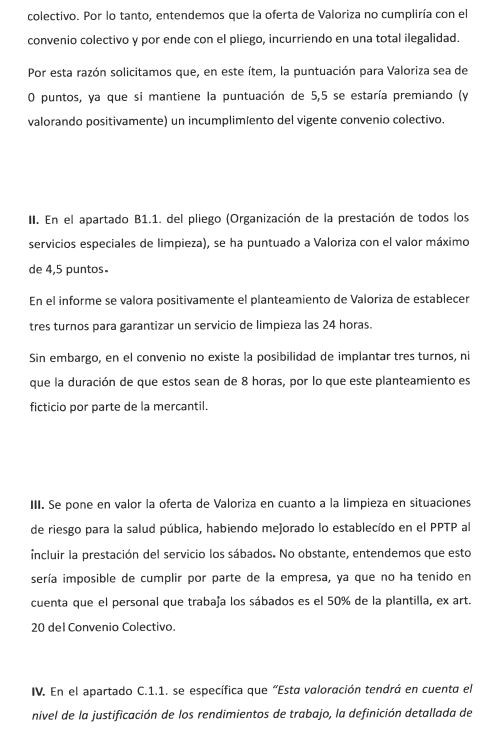 colectivo. Por lo tanto, entendemos que la oferta de Valoriza no cumpliría con el
convenio colectivo y por ende con el pliego, incurriendo en una total ilegalidad.
Por esta razón solicitamos que, en este ítem, la puntuación para Valoriza sea de
0 puntos, ya que si mantiene la puntuación de 5,5 se estaría premiando (y
valorando positivamente) un incumplimiento del vigente convenio colectivo.
II. En el apartado B1.1. del pliego (Organización de la prestación de todos los
servicios especiales de limpieza), se ha puntuado a Valoriza con el valor máximo
de 4,5 puntos.
En el informe se valora positivamente el planteamiento de Valoriza de establecer
tres turnos para garantizar un servicio de limpieza las 24 horas.
Sin embargo, en el convenio no existe la posibilidad de implantar tres turnos, ni
que la duración de que estos sean de 8 horas, por lo que este planteamiento es
ficticio por parte de la mercantil.
III. Se pone en valor la oferta de Valoriza en cuanto a la limpieza en situaciones
de riesgo para la salud pública, habiendo mejorado lo establecido en el PPTP al
incluir la prestación del servicio los sábados. No obstante, entendemos que esto
sería imposible de cumplir por parte de la empresa, ya que no ha tenido en
cuenta que el personal que trabaja los sábados es el 50% de la plantilla, ex art.
20 del Convenio Colectivo.
IV. En el apartado C.1.1. se específica que “Esta valoración tendrá en cuenta el
nivel de la justificación de los rendimientos de trabajo, la definición detallada de